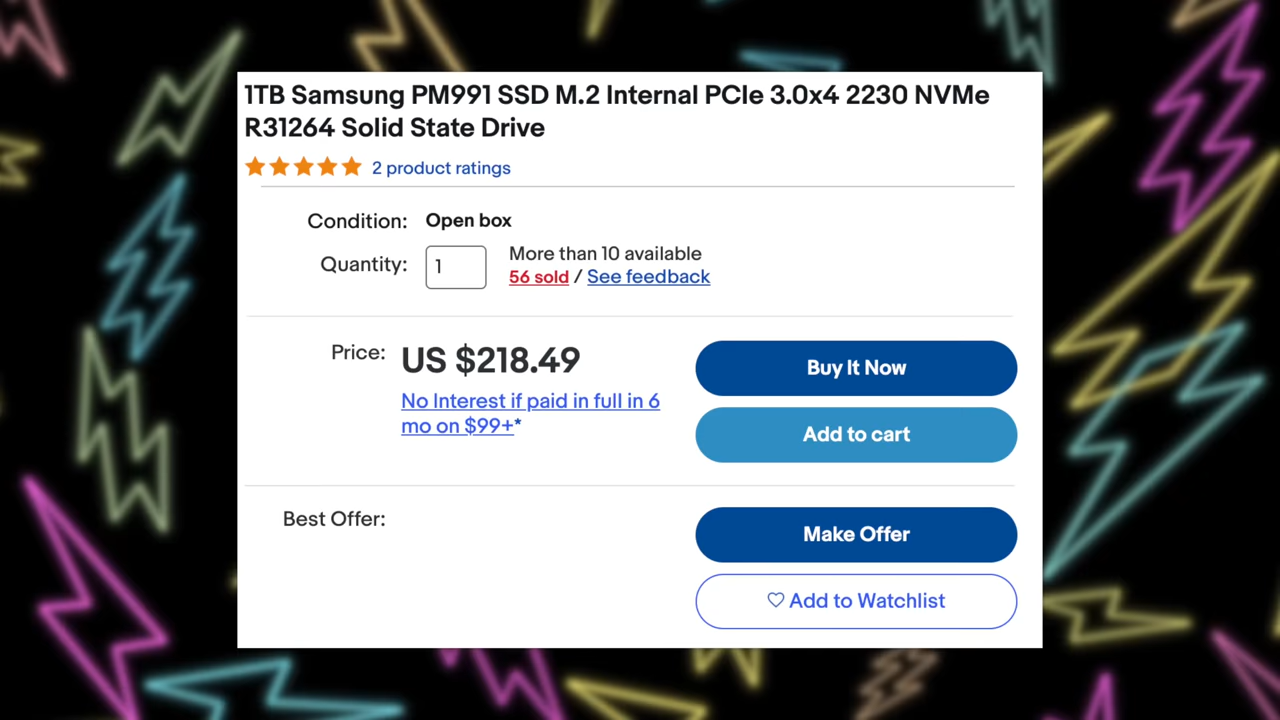 1TB Samsung PM991 SSD M.2 Internal PCIe 3.0x4 2230 NVMe
R31264 Solid State Drive
2 product ratings
Condition: Open box
Quantity: 1 More than 10 available
56 sold / See feedback
Price: US $218.49
No Interest if paid in full in 6
mo on $99+*
Buy It Now
Add to cart
Best Offer:
Make Offer
Add to Watchlist